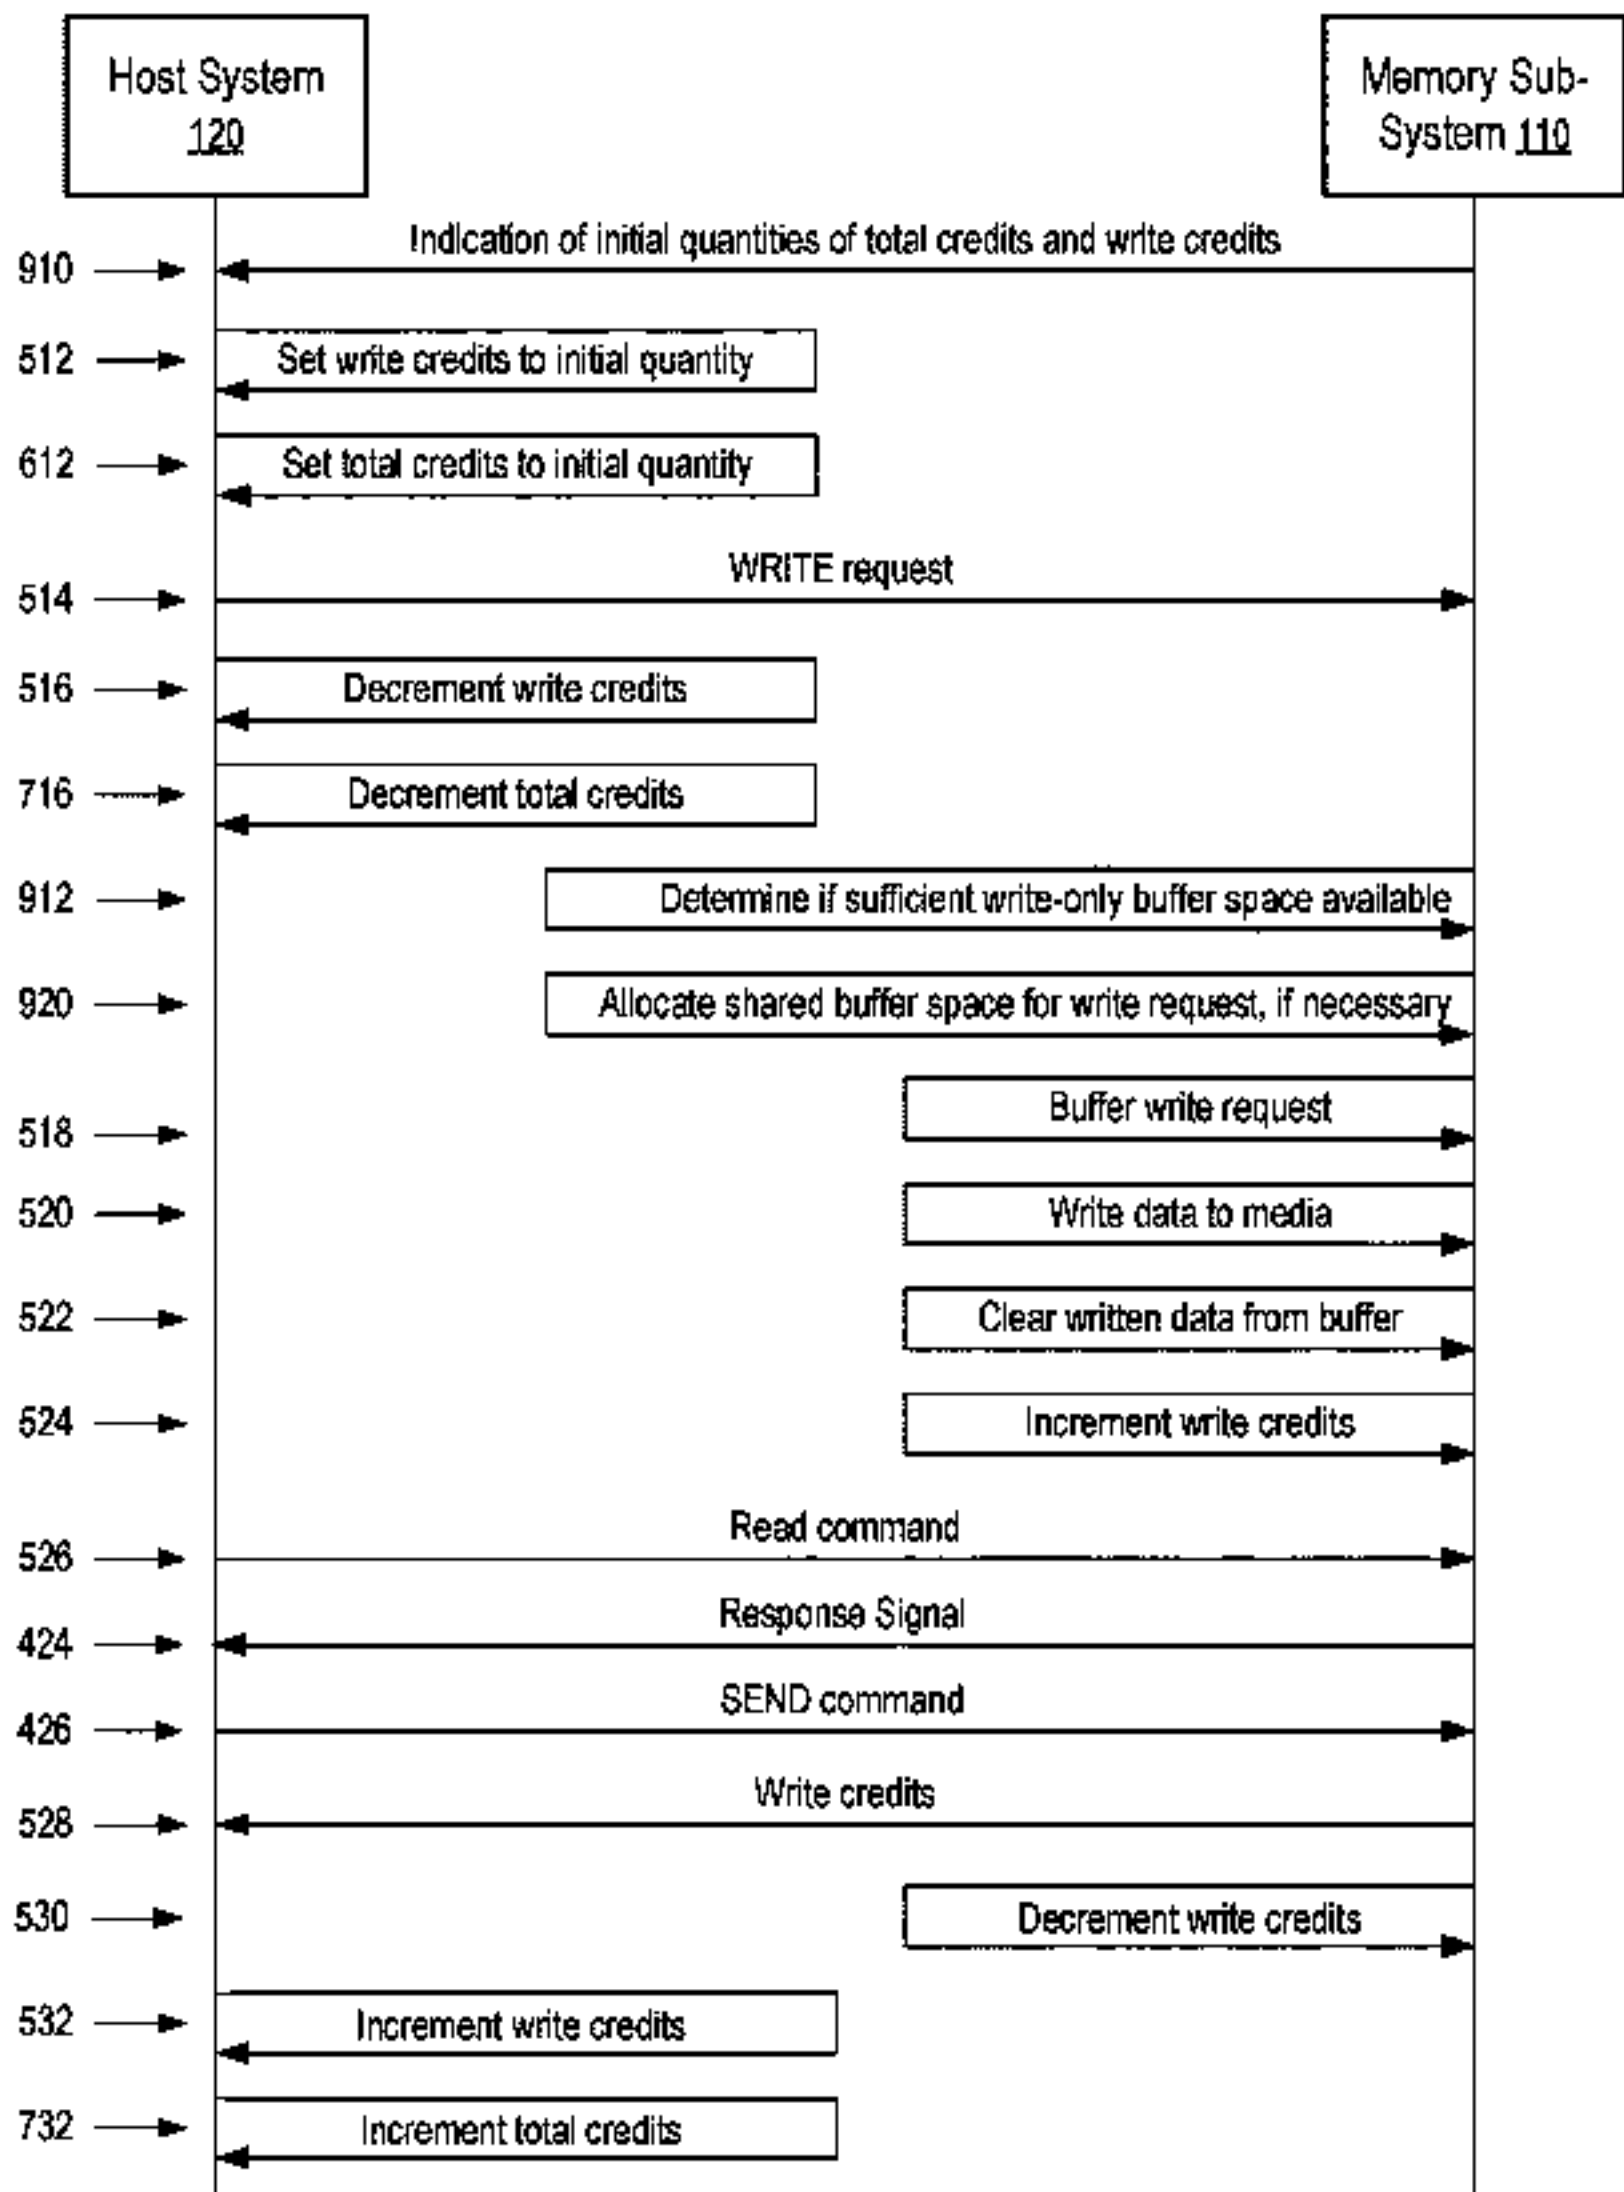 Host System
120
Memory Sub-
System 110
Indication of initial quantities of total credits and write credits
910
512
Set write credits to initial quantity
612
Set total credits to initial quantity
WRITE request
514
516
Decrement write credits
716
Decrement total credits
912
Determine if sufficient write-only buffer space available
920
Allocate shared buffer space for write request, if necessary
Buffer write request
518
520
Write data to media
522
Clear written data from buffer
524
Increment write credits
Read command
526
Response Signal
424
SEND command
426
Write credits
528
530
Decrement write credits
532
Increment write credits
732
Increment total credits